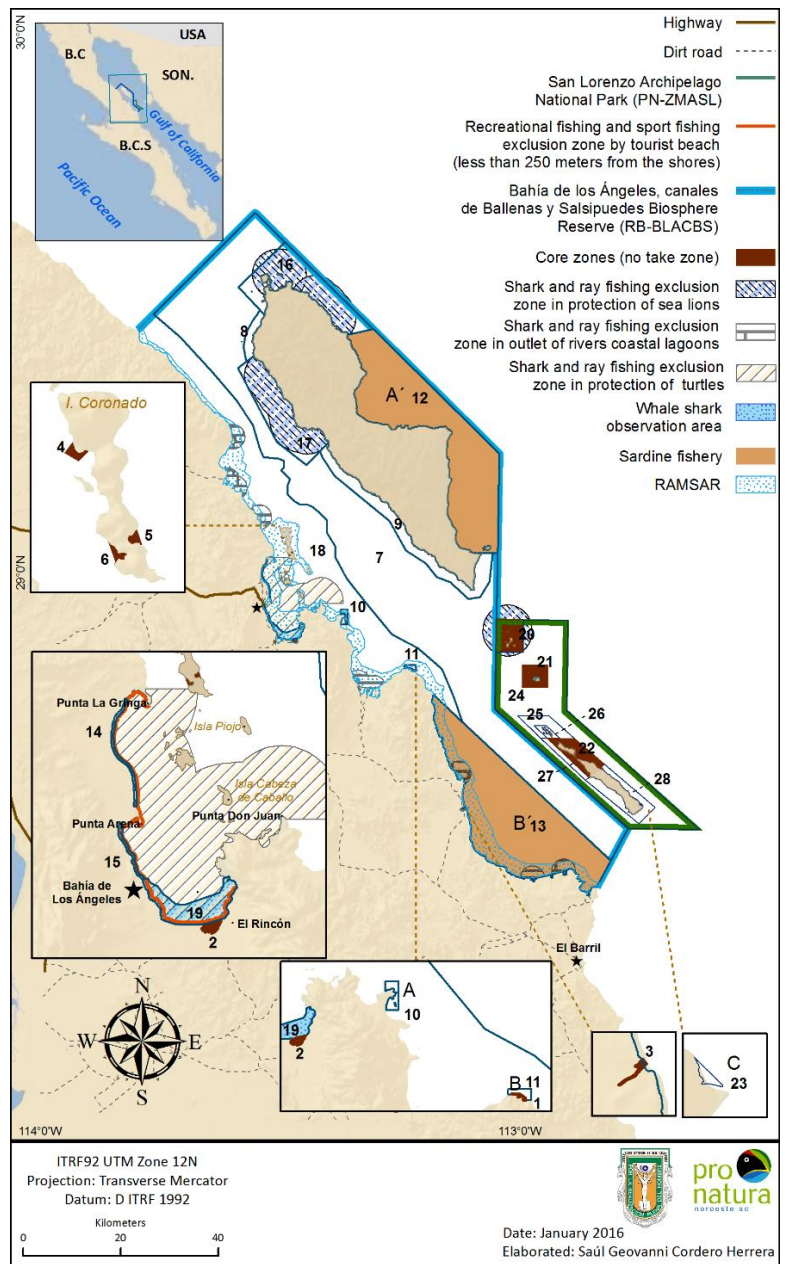 30°0'N
USA
B.C
SON.
Gulf of California
B.C.S
Pacific Ocean
Highway
Dirt road
San Lorenzo Archipelago
National Park (PN-ZMASL)
Recreational fishing and sport fishing
exclusion zone by tourist beach
(less than 250 meters from the shores)
Bahía de los Ángeles, canales
de Ballenas y Salsipuedes Biosphere
Reserve (RB-BLACBS)
Core zones (no take zone)
Shark and ray fishing exclusion
zone in protection of sea lions
Shark and ray fishing exclusion
zone in outlet of rivers coastal lagoons
Shark and ray fishing exclusion
zone in protection of turtles
Whale shark
observation area
Sardine fishery
RAMSAR
16
8
A´ 12
17
9
7
18
10
11
I. Coronado
4
5
6
29°0'N
20
21
24
25
26
22
27
28
B´13
Punta La Gringa
14
Isla Piojo
Isla Cabeza
de Caballo
Punta Arena
Punta Don Juan
15
Bahía de
Los Ángeles
19
El Rincón
2
El Barril
N
W
E
S
A
10
19
2
B 11
1
3
C
23
114°0'W
113°0'W
ITRF92 UTM Zone 12N
Projection: Transverse Mercator
Datum: D ITRF 1992
Kilometers
0 20 40
pro
natura
noroeste ac
Date: January 2016
Elaborated: Saúl Geovanni Cordero Herrera